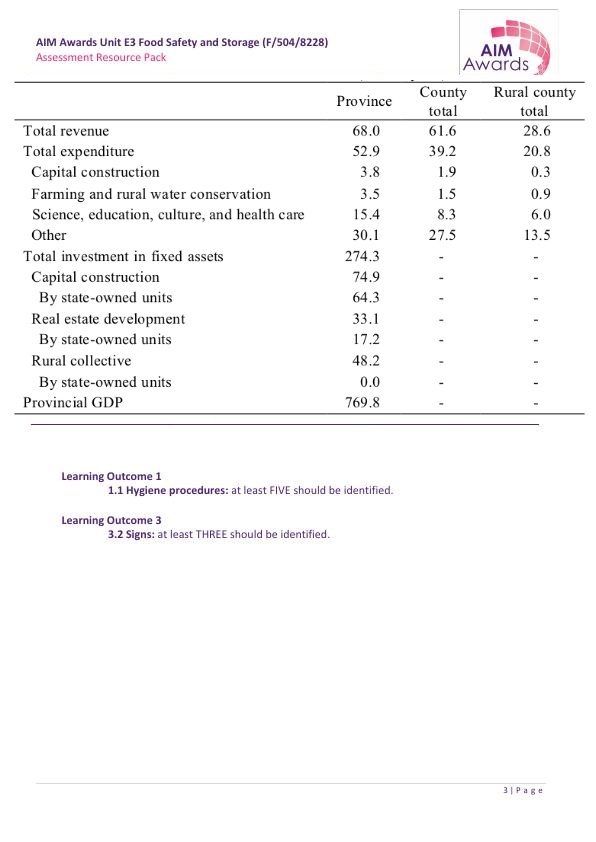 AIM Awards Unit E3 Food Safety and Storage (F/504/8228)
Assessment Resource Pack
AIM
Awards
Province County total Rural county total
Total revenue 68.0 61.6 28.6
Total expenditure 52.9 39.2 20.8
Capital construction 3.8 1.9 0.3
Farming and rural water conservation 3.5 1.5 0.9
Science, education, culture, and health care 15.4 8.3 6.0
Other 30.1 27.5 13.5
Total investment in fixed assets 274.3 - -
Capital construction 74.9 - -
By state-owned units 64.3 - -
Real estate development 33.1 - -
By state-owned units 17.2 - -
Rural collective 48.2 - -
By state-owned units 0.0 - -
Provincial GDP 769.8 - -
Learning Outcome 1
1.1 Hygiene procedures: at least FIVE should be identified.
Learning Outcome 3
3.2 Signs: at least THREE should be identified.
3 | P a g e